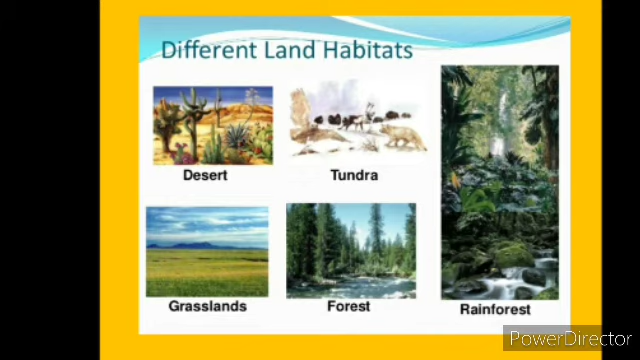 Different Land Habitats
Desert
Tundra
Grasslands
Forest
Rainforest
PowerDirector